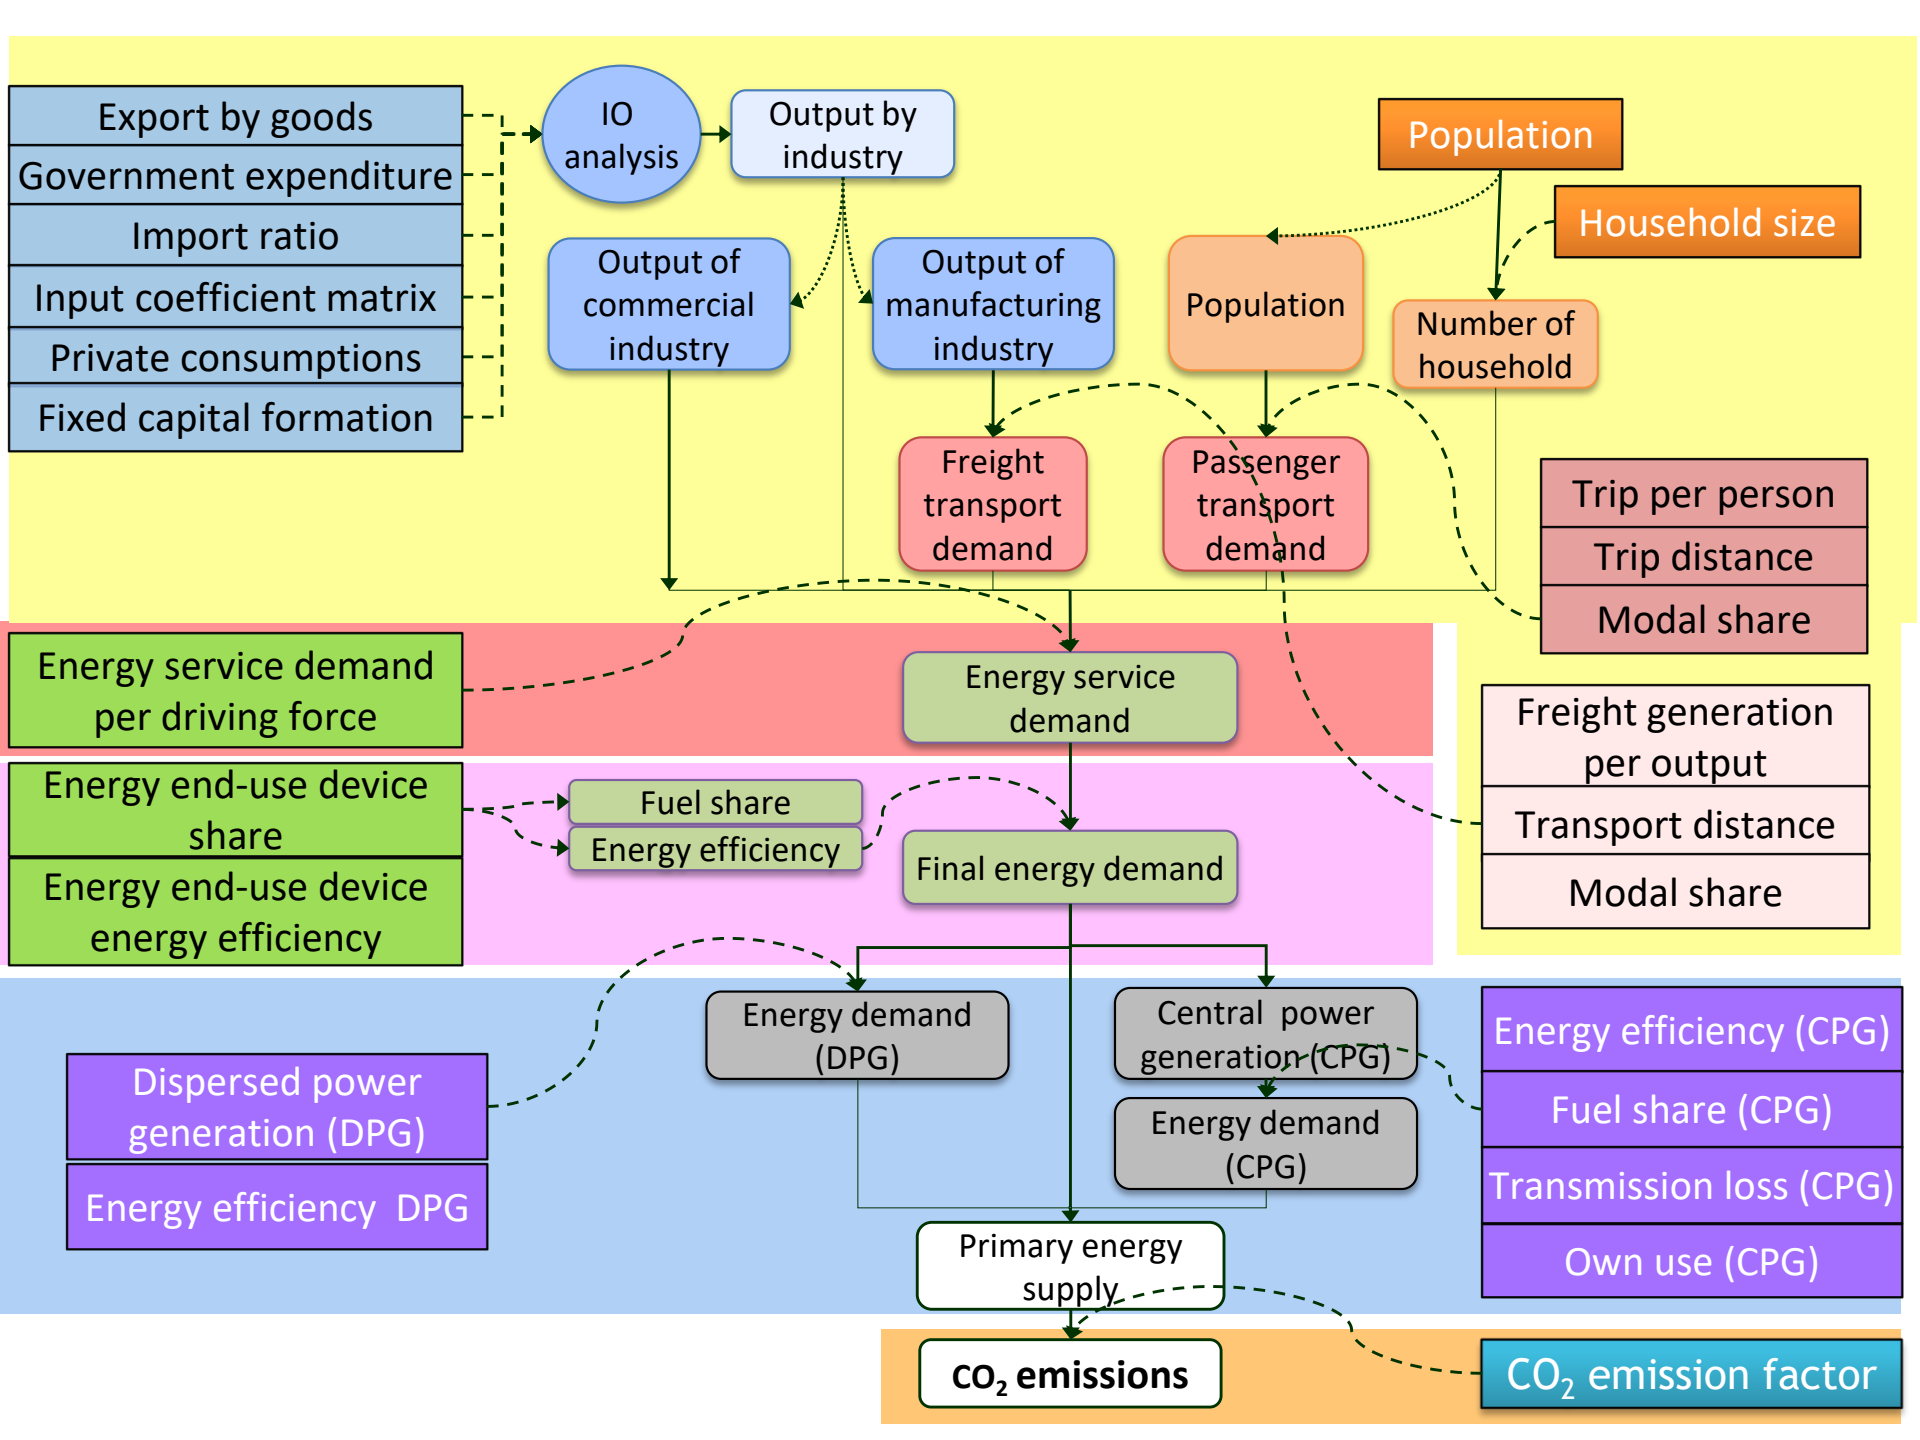 Export by goods
Government expenditure
Import ratio
Input coefficient matrix
Private consumptions
Fixed capital formation
IO
analysis
Output by
industry
Population
Household size
Output of
commercial
industry
Output of
manufacturing
industry
Population
Number of
household
Freight
transport
demand
Passenger
transport
demand
Trip per person
Trip distance
Modal share
Energy service demand
per driving force
Energy service
demand
Freight generation
per output
Transport distance
Modal share
Energy end-use device
share
Energy end-use device
energy efficiency
Fuel share
Energy efficiency
Final energy demand
Energy demand
(DPG)
Central power
generation (CPG)
Energy demand
(CPG)
Energy efficiency (CPG)
Fuel share (CPG)
Transmission loss (CPG)
Own use (CPG)
Dispersed power
generation (DPG)
Energy efficiency DPG
Primary energy
supply
CO₂ emissions
CO₂ emission factor